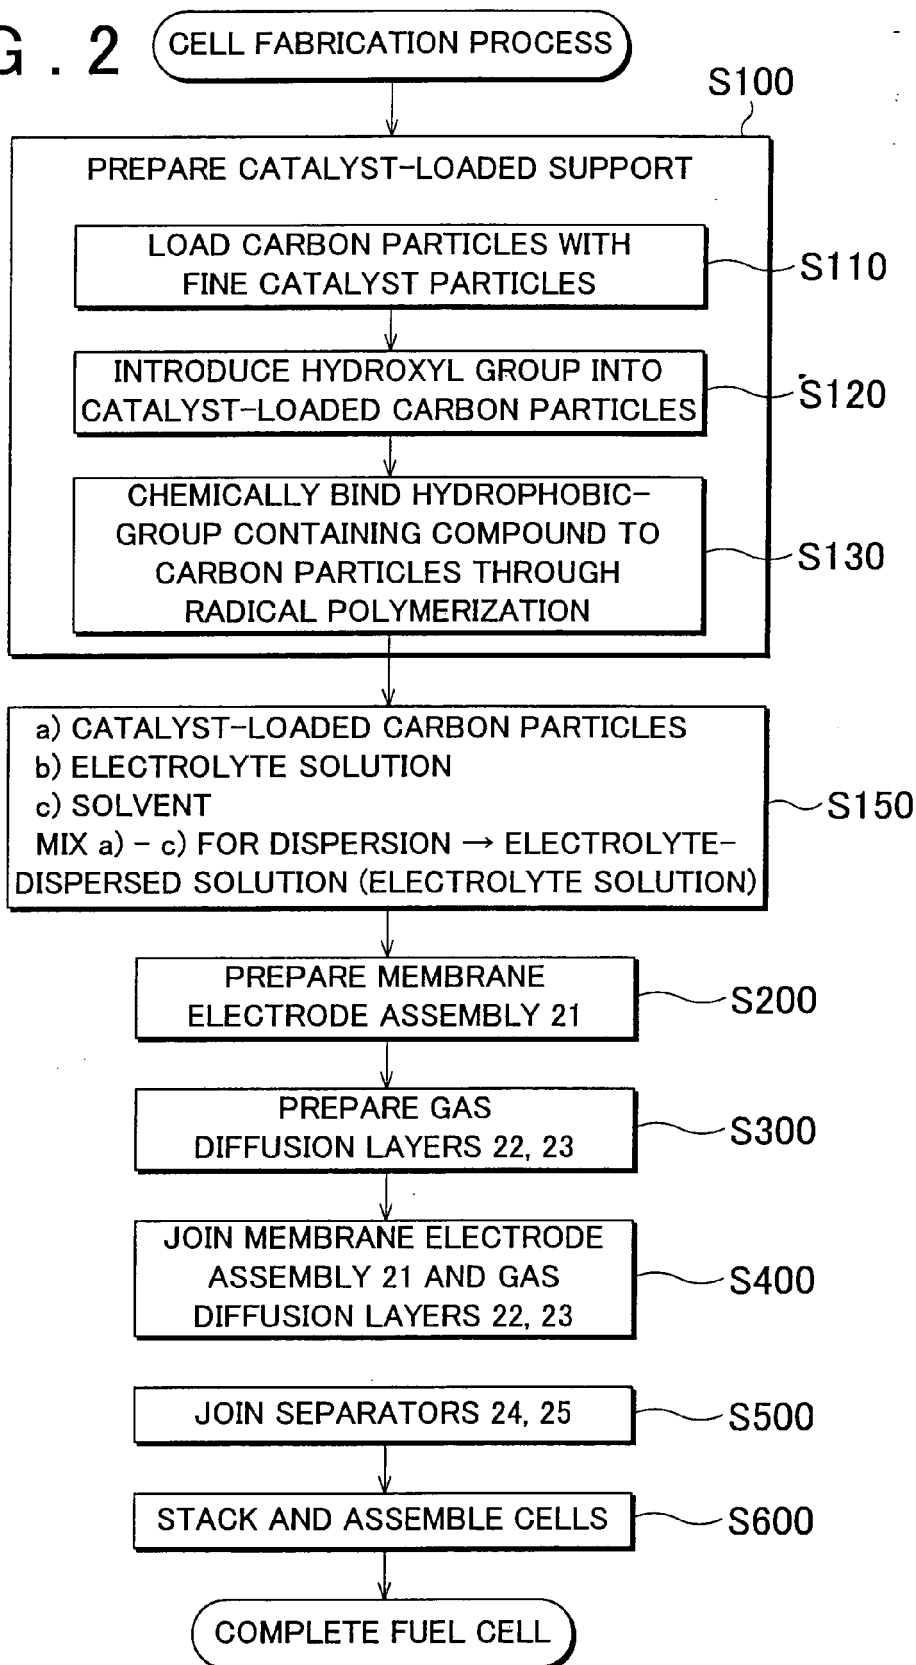 G . 2
CELL FABRICATION PROCESS
S100
PREPARE CATALYST-LOADED SUPPORT
LOAD CARBON PARTICLES WITH
FINE CATALYST PARTICLES
S110
INTRODUCE HYDROXYL GROUP INTO
CATALYST-LOADED CARBON PARTICLES
S120
CHEMICALLY BIND HYDROPHOBIC-
GROUP CONTAINING COMPOUND TO
CARBON PARTICLES THROUGH
RADICAL POLYMERIZATION
S130
a) CATALYST-LOADED CARBON PARTICLES
b) ELECTROLYTE SOLUTION
c) SOLVENT
MIX a) - c) FOR DISPERSION → ELECTROLYTE-
DISPERSED SOLUTION (ELECTROLYTE SOLUTION)
S150
PREPARE MEMBRANE
ELECTRODE ASSEMBLY 21
S200
PREPARE GAS
DIFFUSION LAYERS 22, 23
S300
JOIN MEMBRANE ELECTRODE
ASSEMBLY 21 AND GAS
DIFFUSION LAYERS 22, 23
S400
JOIN SEPARATORS 24, 25
S500
STACK AND ASSEMBLE CELLS
S600
COMPLETE FUEL CELL